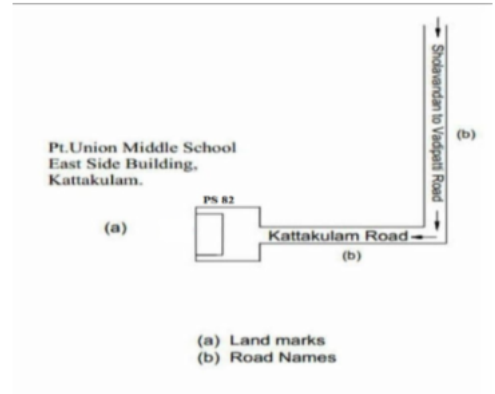 Sholavandan to Vadipatti Road
(b)
Pt.Union Middle School
East Side Building,
Kattakulam.
PS 82
(a)
Kattakulam Road
(b)
(a) Land marks
(b) Road Names